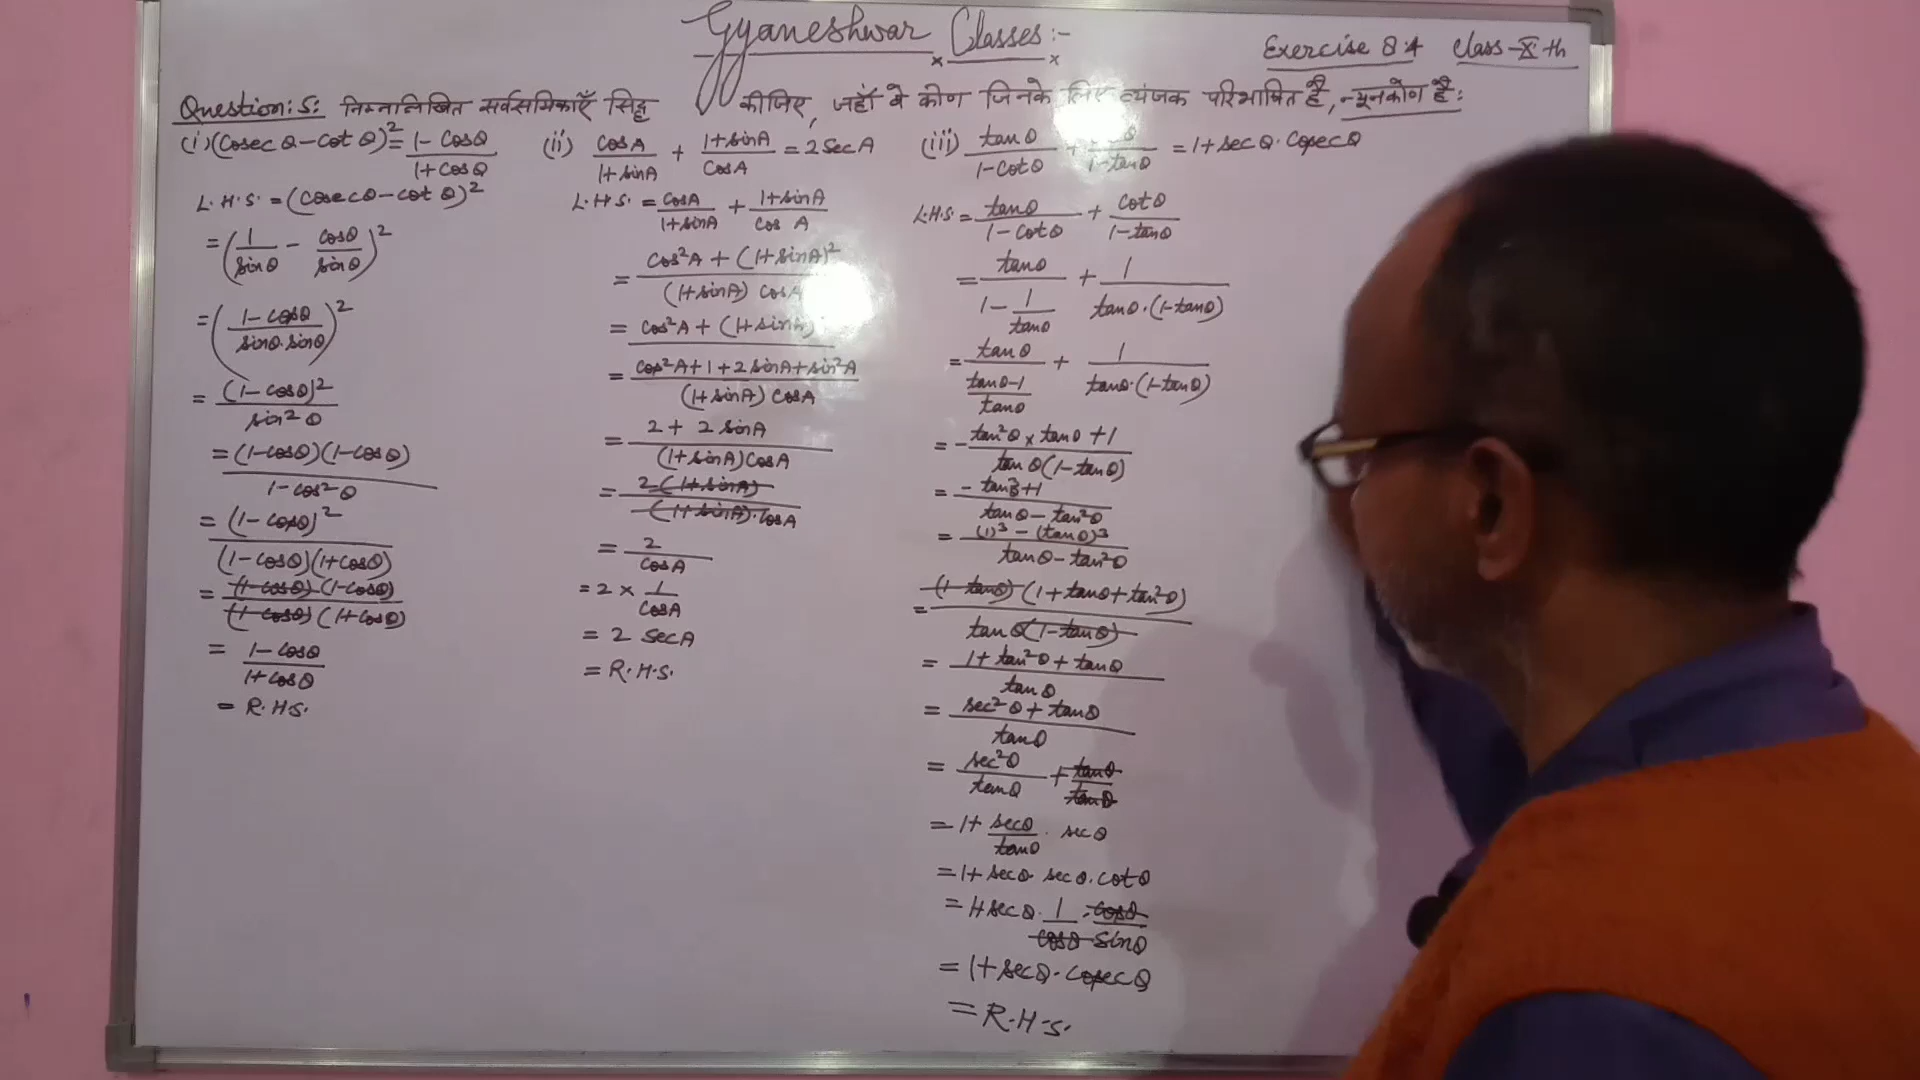 Gyaneshwar Classes:-
Exercise 8.4 Class-X-th
Question:5: निम्नलिखित सर्वसमिकाएँ सिद्ध कीजिए, जहाँ वे कोण जिनके लिए व्यंजक परिभाषित है, न्यूनकोण है:
(i) (Cosec θ - Cot θ)² = (1 - Cosθ)/(1 + Cosθ)
L.H.S. = (Cosecθ - cot θ)²
= (1/sinθ - cosθ/sinθ)²
= ((1 - cosθ)/(sinθ.sinθ))²
= (1 - cosθ)²/sin²θ
= (1-cosθ)(1-cosθ)/(1 - cos²θ)
= (1 - cosθ)²/((1-cosθ)(1+cosθ))
= (1-cosθ)(1-cosθ)/((1-cosθ)(1+cosθ))
= (1 - cosθ)/(1 + cosθ)
= R.H.S.
(ii) CosA/(1+sinA) + (1+sinA)/CosA = 2SecA
L.H.S. = CosA/(1+sinA) + (1+sinA)/Cos A
= (Cos²A + (1+sinA)²)/((1+sinA) Cos
= Cos²A + (1+sin
= (cos²A + 1 + 2 sinA + sin²A)/((1+sinA) CosA)
= (2 + 2 sinA)/((1+sinA)CosA)
= 2(1+sinA)/((1+sinA).CosA)
= 2/CosA
= 2 × 1/CosA
= 2 SecA
= R.H.S.
(iii) tanθ/(1-cotθ) + θ/(1-tanθ) = 1+secθ.Cosecθ
L.H.S. = tanθ/(1-cotθ) + cotθ/(1-tanθ)
= tanθ/(1 - 1/tanθ) + 1/(tanθ.(1-tanθ))
= tanθ/((tanθ-1)/tanθ) + 1/(tanθ.(1-tanθ))
= (-tan²θ × tanθ + 1)/(tanθ(1-tanθ))
= (-tan³+1)/(tanθ - tan²θ)
= ((1)³ - (tanθ)³)/(tanθ - tan²θ)
= (1-tanθ)(1+tanθ+tan²θ)/(tanθ(1-tanθ))
= (1+tan²θ+tanθ)/tanθ
= (sec²θ + tanθ)/tanθ
= sec²θ/tanθ + tanθ/tanθ
= 1+ secθ/tanθ . secθ
= 1+ secθ secθ.cotθ
= 1+secθ. 1/cosθ . cosθ/sinθ
= 1+secθ.cosecθ
= R.H.S.